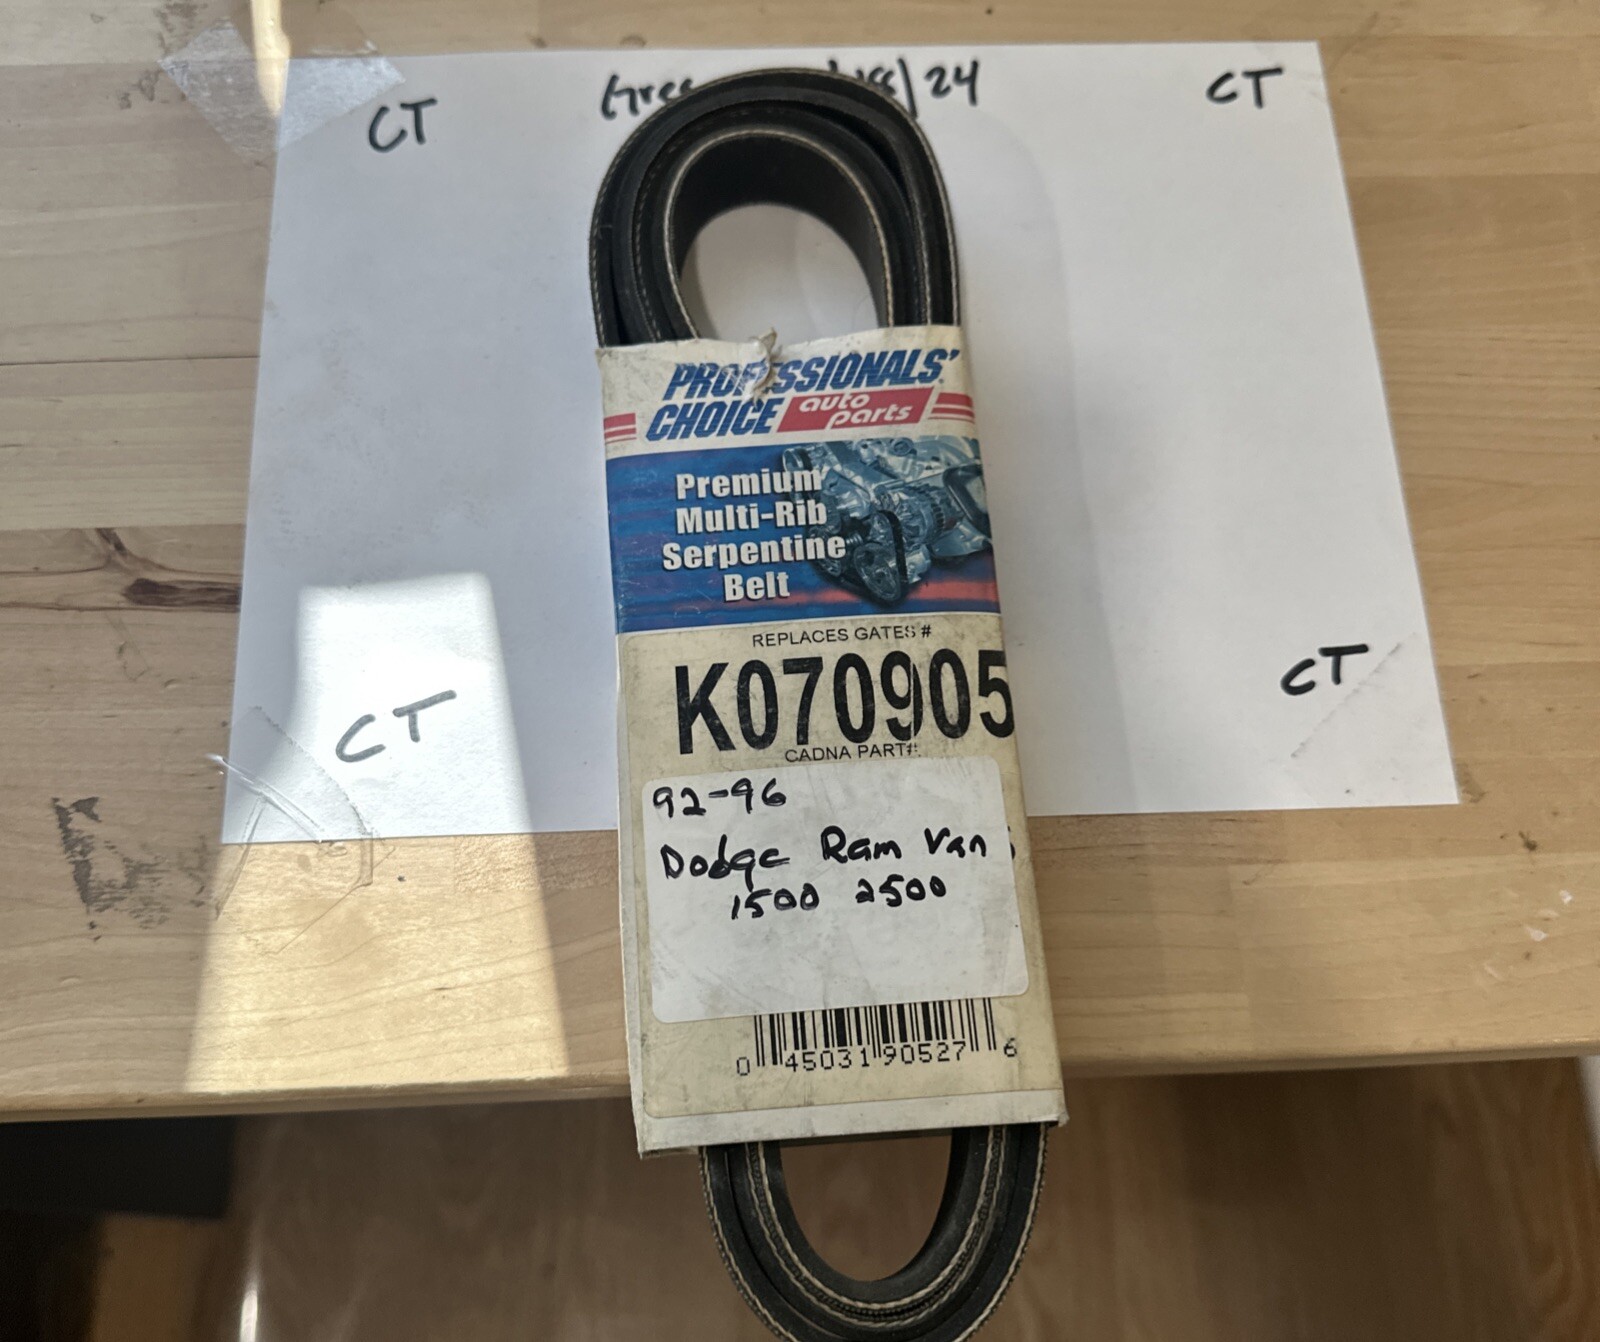 CT 24 CT
PROFESSIONALS'
CHOICE auto parts
Premium
Multi-Rib
Serpentine
Belt
REPLACES GATES #
K070905
CADNA PART#
CT CT
92-96
Dodge Ram Van
1500 2500
0 45031 90527 6